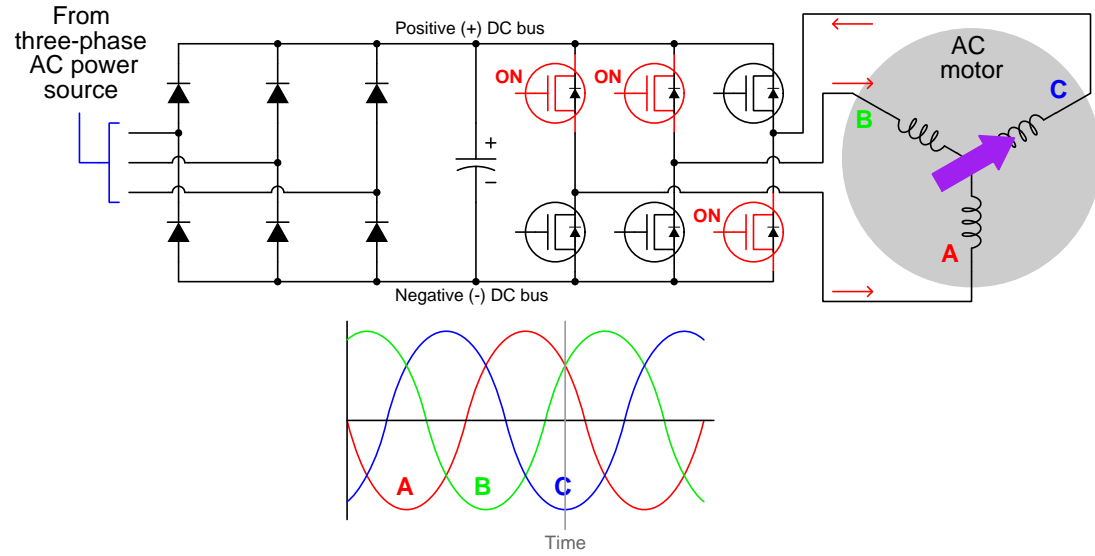 From
three-phase
AC power
source
Positive (+) DC bus
ON
ON
AC
motor
C
B
+
−
ON
A
Negative (-) DC bus
A
B
C
Time